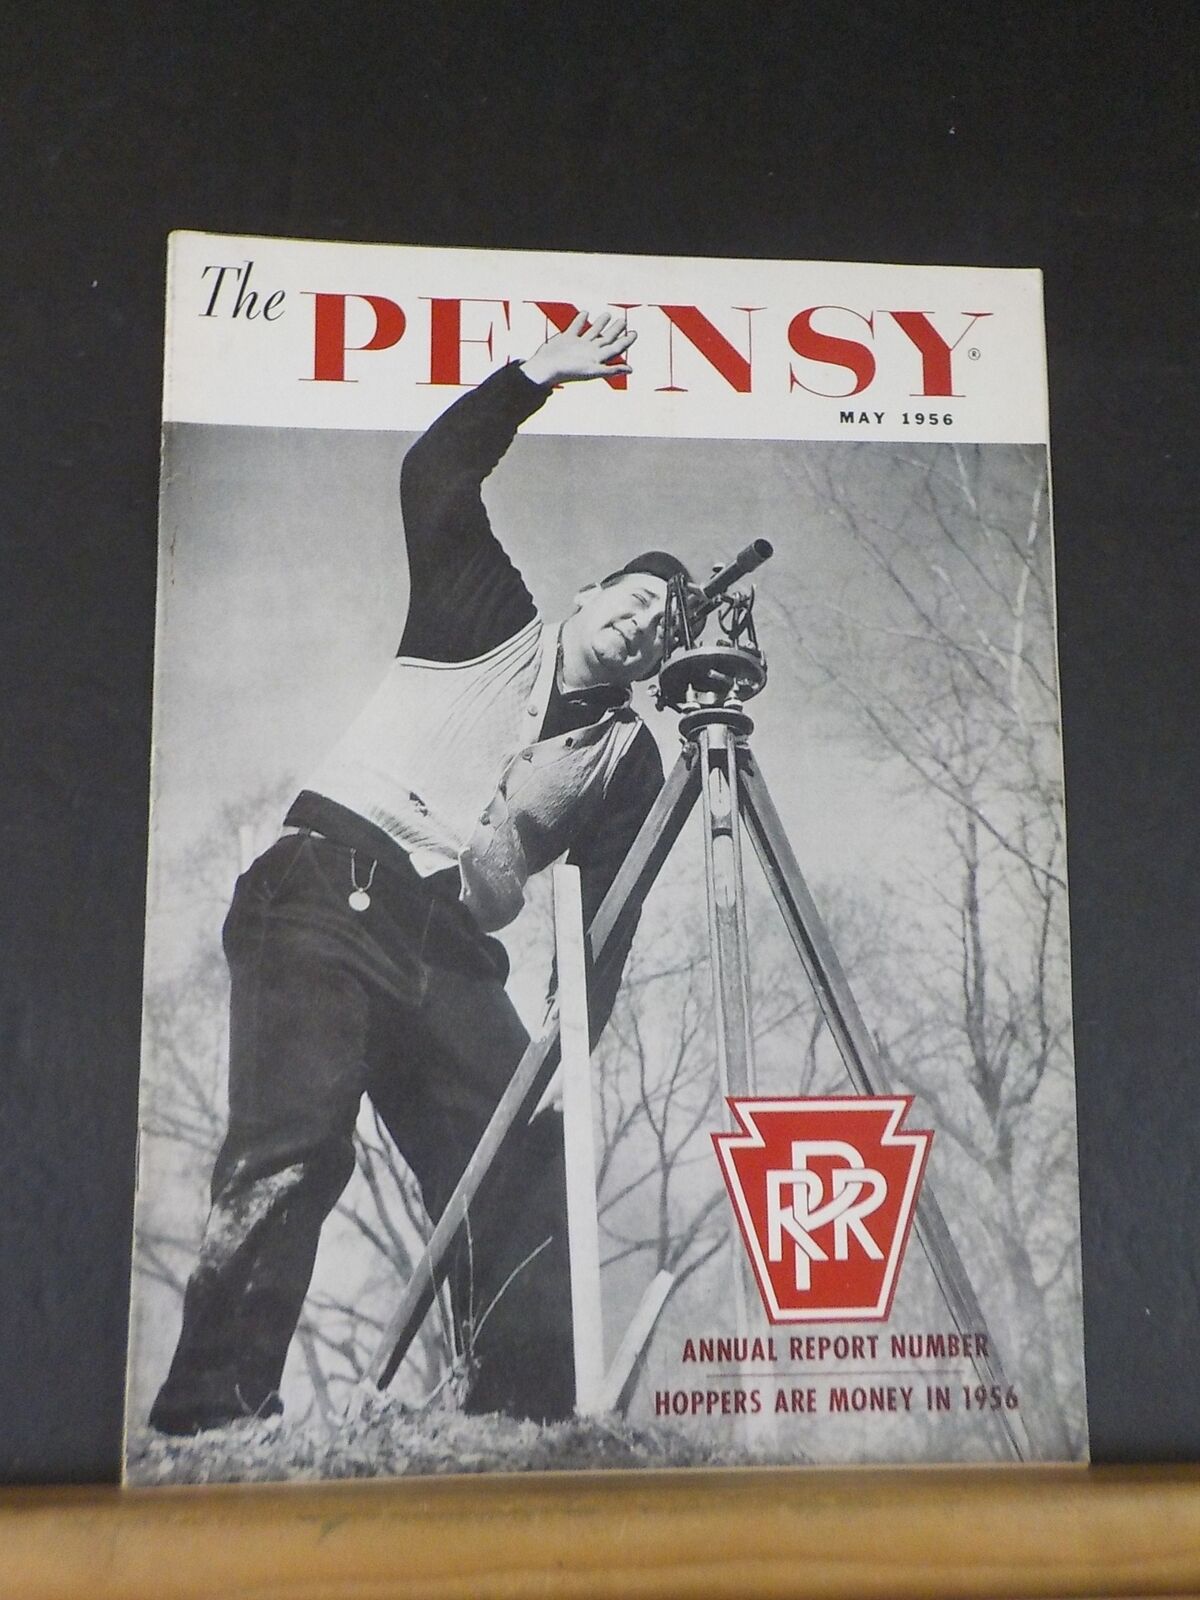 The
PENNSY®
MAY 1956
PRR
ANNUAL REPORT NUMBER
HOPPERS ARE MONEY IN 1956